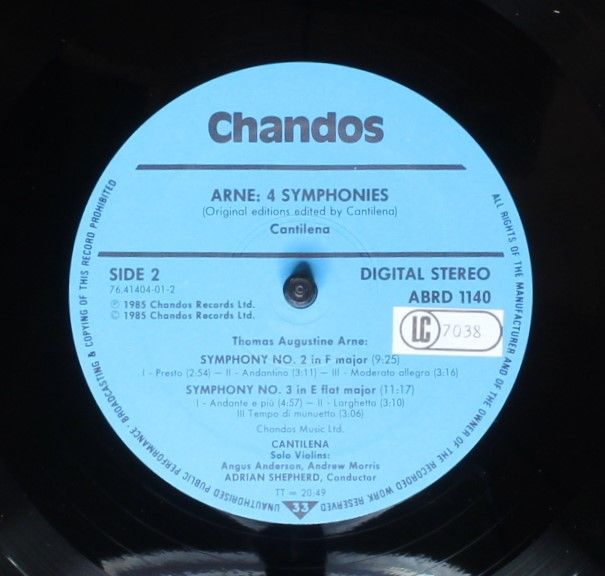 Chandos
ARNE: 4 SYMPHONIES
(Original editions edited by Cantilena)
Cantilena
SIDE 2
76.41404-01-2
℗ 1985 Chandos Records Ltd.
© 1985 Chandos Records Ltd.
DIGITAL STEREO
ABRD 1140
LC 7038
Thomas Augustine Arne:
SYMPHONY NO. 2 in F major (9:25)
I - Presto (2:54) — II - Andantino (3:11) — III - Moderato allegro (3:16)
SYMPHONY NO. 3 in E flat major (11:17)
I - Andante e più (4:57) — II - Larghetto (3:10)
III Tempo di munuetto (3:06)
Chandos Music Ltd.
CANTILENA
Solo Violins:
Angus Anderson, Andrew Morris
ADRIAN SHEPHERD, Conductor
TT = 20:49
33
ALL RIGHTS OF THE MANUFACTURER AND OF THE OWNER OF THE RECORDED WORK RESERVED
UNAUTHORISED PUBLIC PERFORMANCE · BROADCASTING & COPYING OF THIS RECORD PROHIBITED